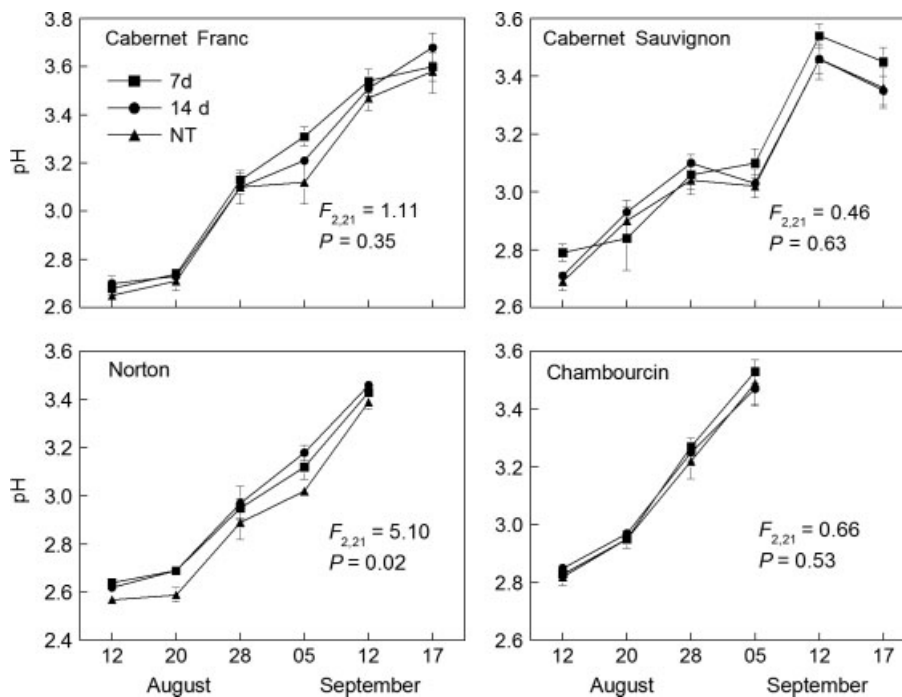 Cabernet Franc
7d
14 d
NT
pH
3.8
3.6
3.4
3.2
3.0
2.8
2.6
F2,21 = 1.11
P = 0.35
Cabernet Sauvignon
3.6
3.4
3.2
3.0
2.8
2.6
F2,21 = 0.46
P = 0.63
Norton
pH
3.6
3.4
3.2
3.0
2.8
2.6
2.4
F2,21 = 5.10
P = 0.02
12 20 28 05 12 17
August September
Chambourcin
3.6
3.4
3.2
3.0
2.8
2.6
F2,21 = 0.66
P = 0.53
12 20 28 05 12 17
August September